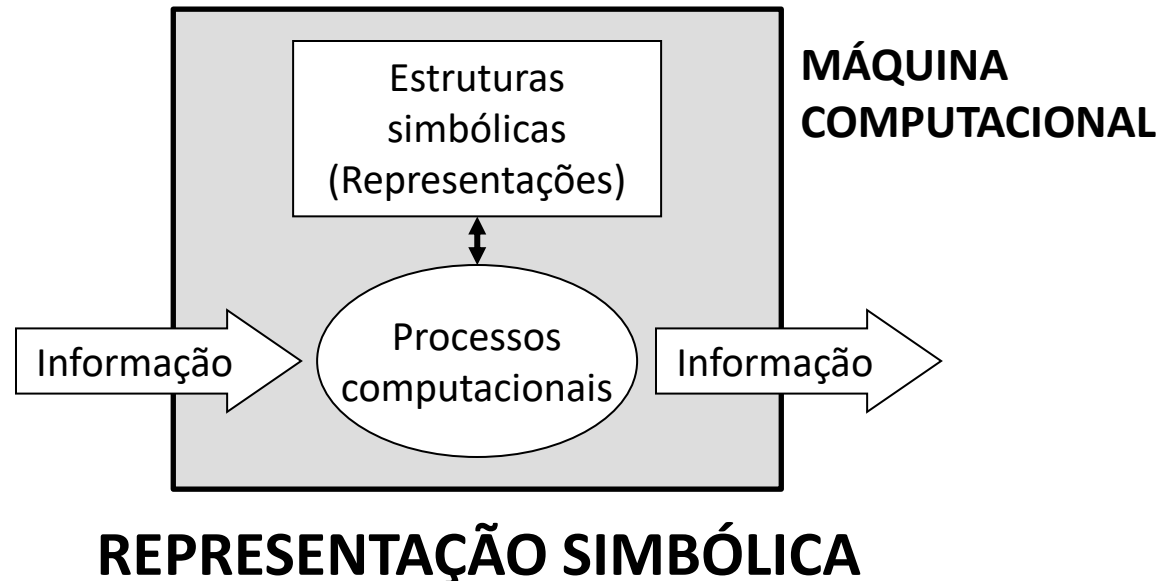 Estruturas
simbólicas
(Representações)
MÁQUINA
COMPUTACIONAL
Informação
Processos
computacionais
Informação
REPRESENTAÇÃO SIMBÓLICA